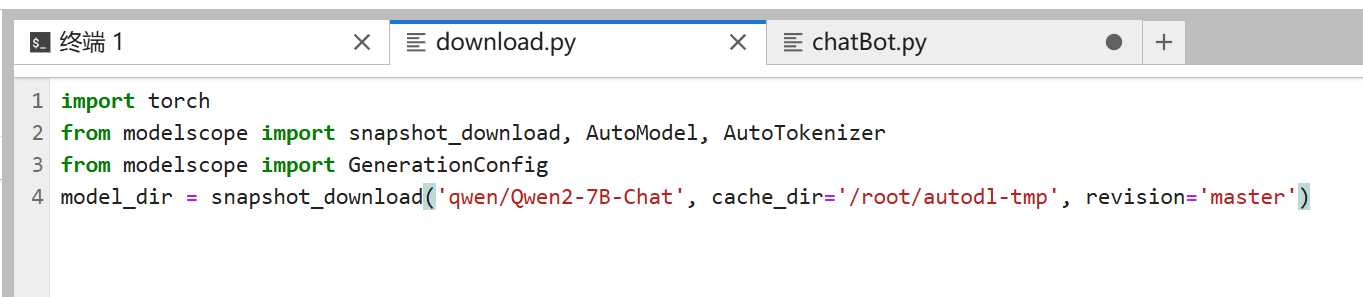 终端 1
download.py
chatBot.py
1 import torch
2 from modelscope import snapshot_download, AutoModel, AutoTokenizer
3 from modelscope import GenerationConfig
4 model_dir = snapshot_download('qwen/Qwen2-7B-Chat', cache_dir='/root/autodl-tmp', revision='master')